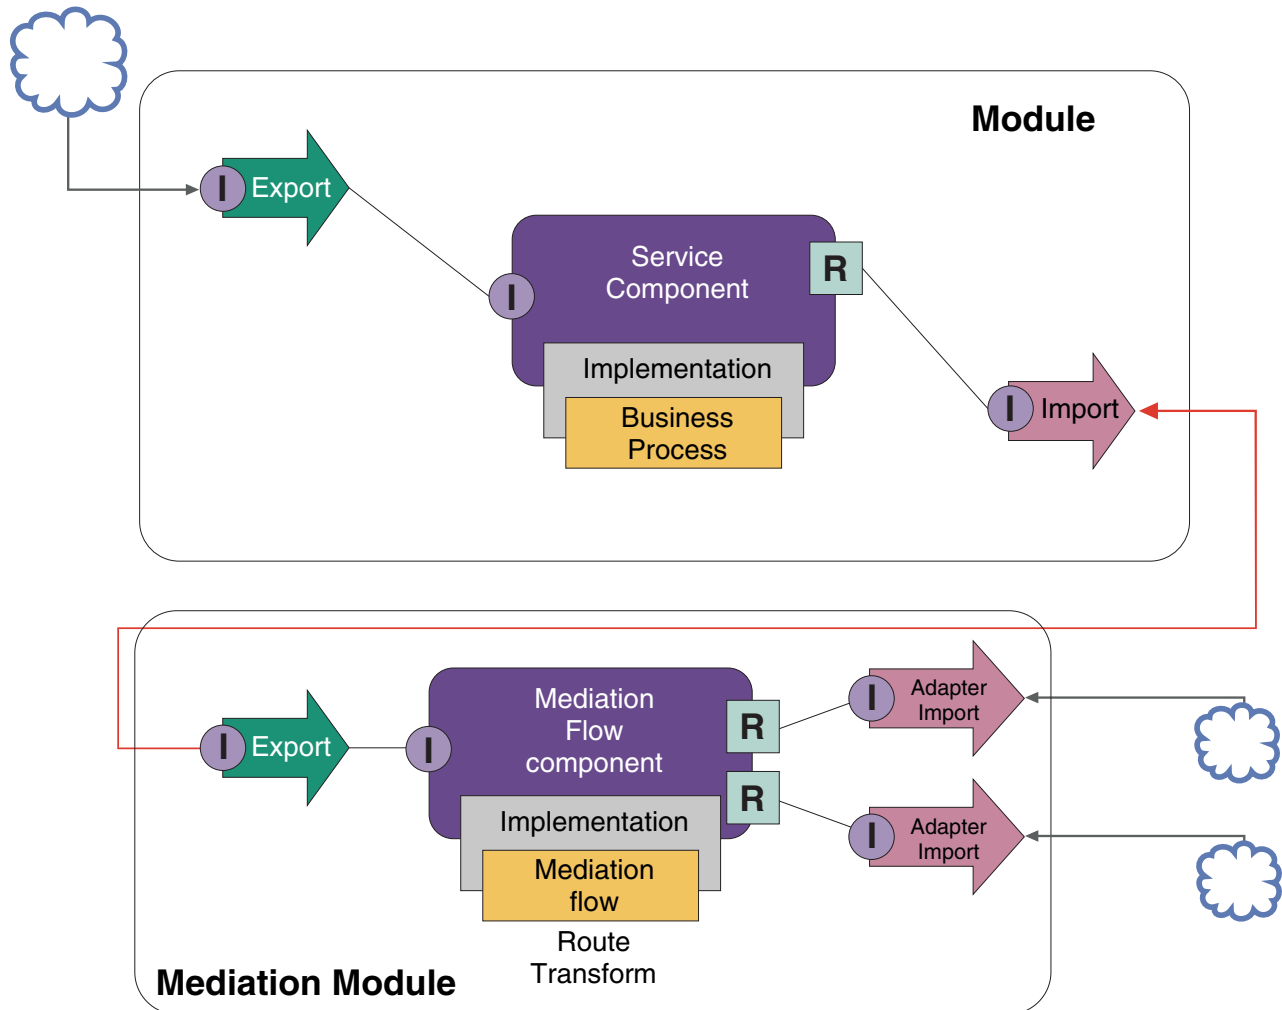 Module
I
Export
Service
Component
R
I
Implementation
Business
Process
I
Import
I
Export
I
Mediation
Flow
component
R
R
I
Adapter
Import
I
Adapter
Import
Implementation
Mediation
flow
Route
Transform
Mediation Module